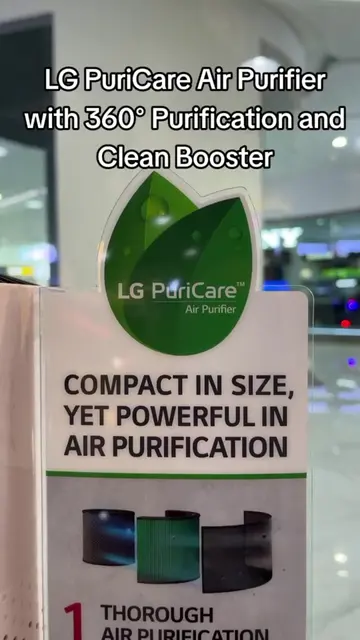 LG PuriCare Air Purifier
with 360° Purification and
Clean Booster
LG PuriCare™
Air Purifier
COMPACT IN SIZE,
YET POWERFUL IN
AIR PURIFICATION
1 THOROUGH
AIR PURIFICATION